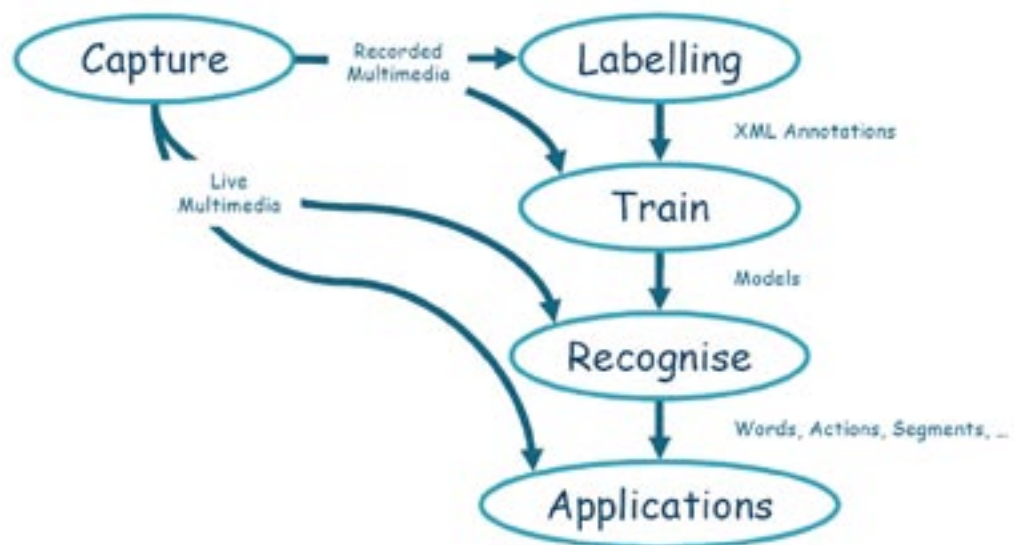 Capture
Recorded
Multimedia
Labelling
XML Annotations
Live
Multimedia
Train
Models
Recognise
Words, Actions, Segments, ...
Applications